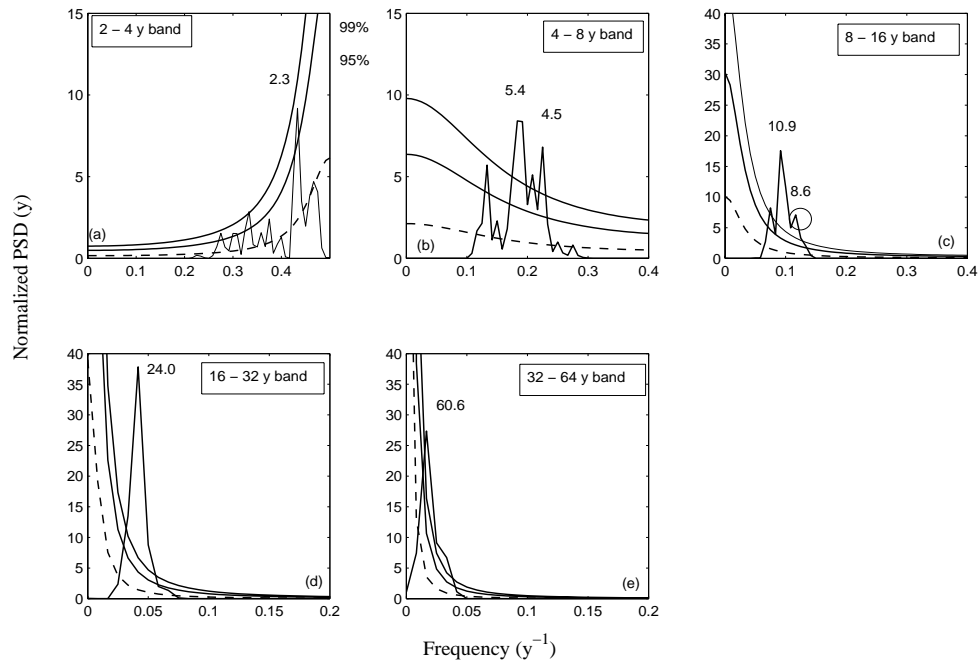 Normalized PSD (y)
2 – 4 y band
99%
95%
2.3
(a)
15
10
5
0
0 0.1 0.2 0.3 0.4
4 – 8 y band
5.4
4.5
(b)
15
10
5
0
0 0.1 0.2 0.3 0.4
8 – 16 y band
10.9
8.6
(c)
40
35
30
25
20
15
10
5
0
0 0.1 0.2 0.3 0.4
16 – 32 y band
24.0
(d)
40
35
30
25
20
15
10
5
0
0 0.05 0.1 0.15 0.2
32 – 64 y band
60.6
(e)
40
35
30
25
20
15
10
5
0
0 0.05 0.1 0.15 0.2
Frequency (y⁻¹)